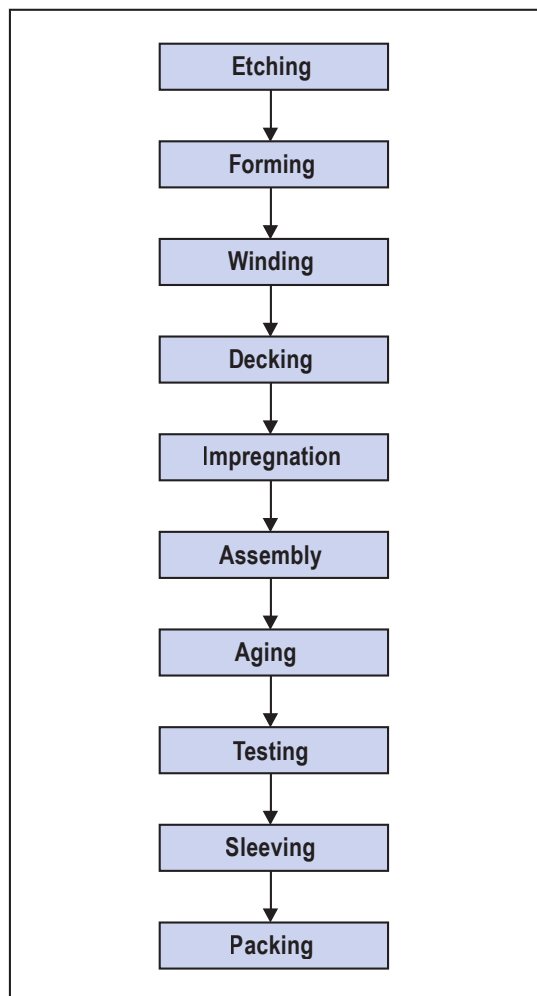 Etching
Forming
Winding
Decking
Impregnation
Assembly
Aging
Testing
Sleeving
Packing